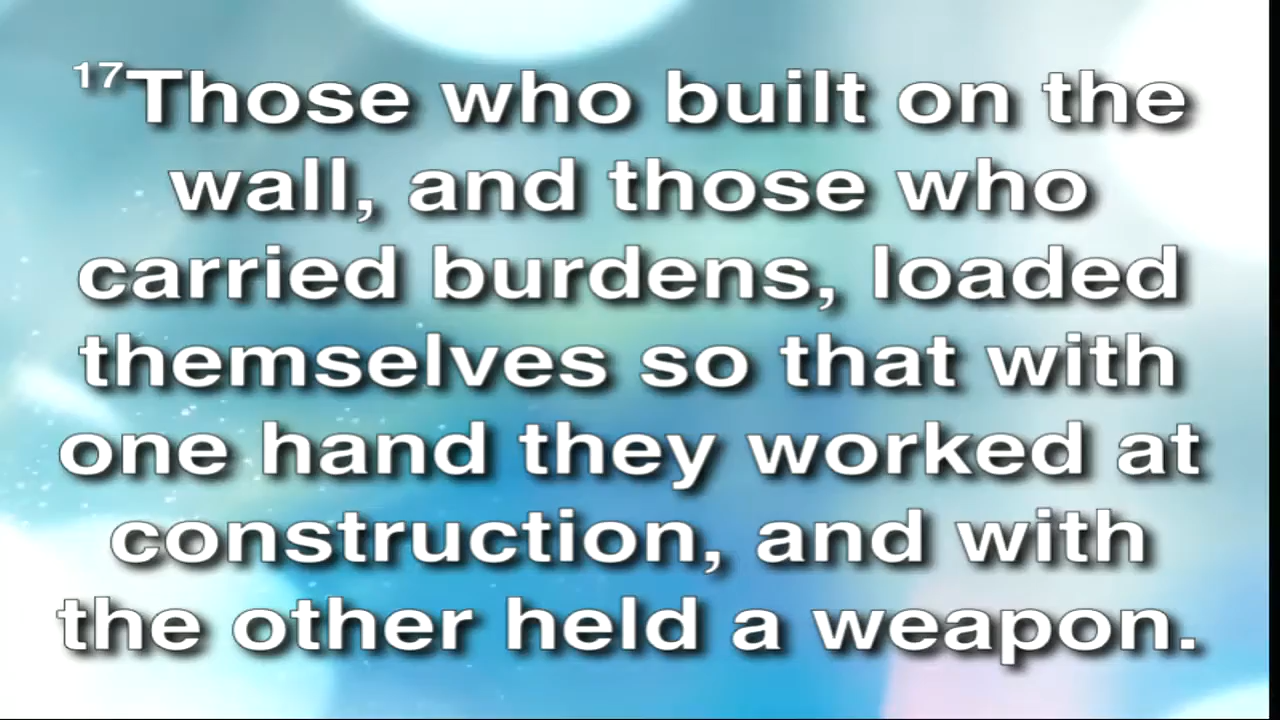 17Those who built on the
wall, and those who
carried burdens, loaded
themselves so that with
one hand they worked at
construction, and with
the other held a weapon.